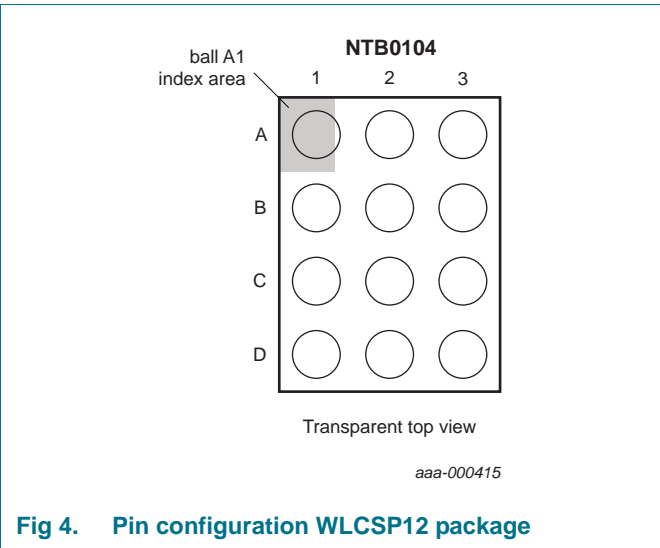 NTB0104
ball A1
index area
1 2 3
A
B
C
D
Transparent top view
aaa-000415
Fig 4. Pin configuration WLCSP12 package